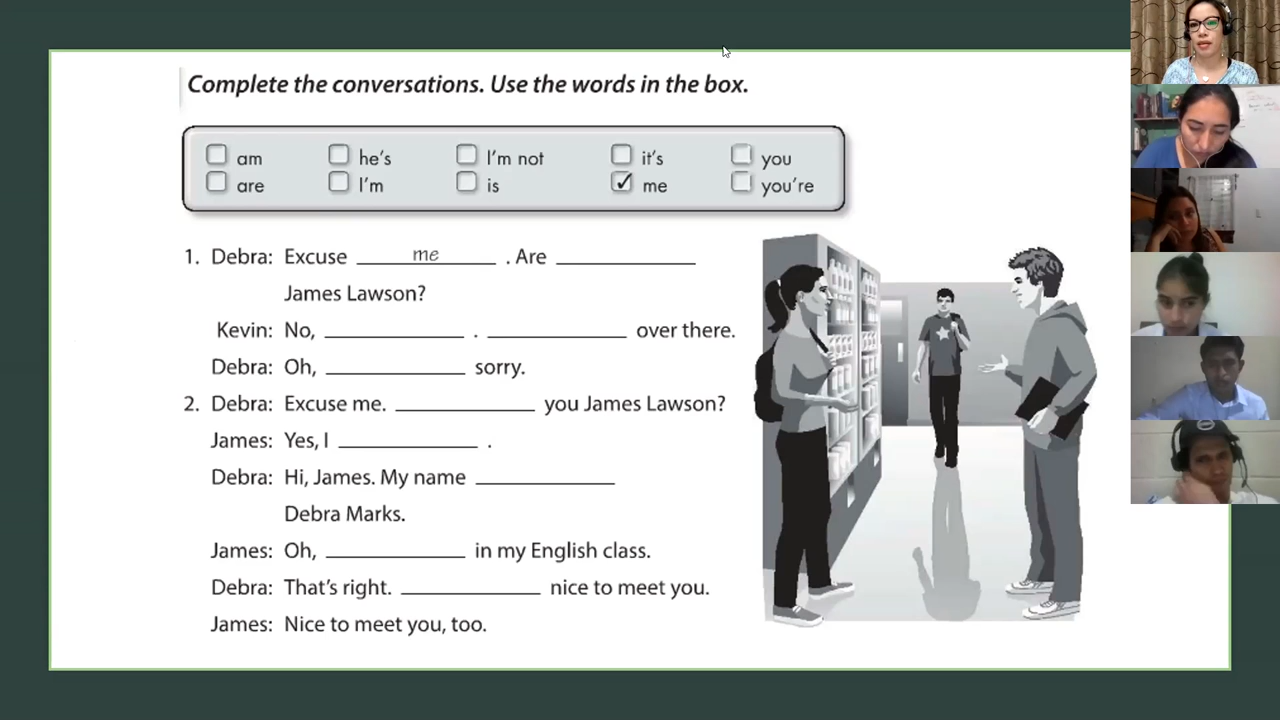 Complete the conversations. Use the words in the box.
am he's I'm not it's you
are I'm is me you're
1. Debra: Excuse me . Are
James Lawson?
Kevin: No, . over there.
Debra: Oh, sorry.
2. Debra: Excuse me. you James Lawson?
James: Yes, I .
Debra: Hi, James. My name
Debra Marks.
James: Oh, in my English class.
Debra: That's right. nice to meet you.
James: Nice to meet you, too.